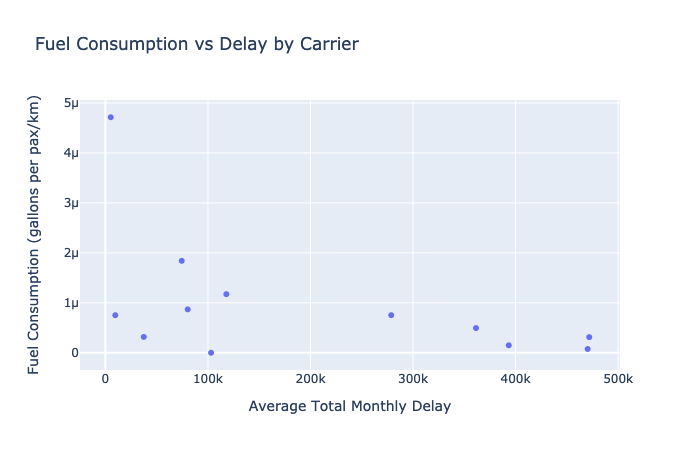 Fuel Consumption vs Delay by Carrier
Fuel Consumption (gallons per pax/km)
5μ
4μ
3μ
2μ
1μ
0
0 100k 200k 300k 400k 500k
Average Total Monthly Delay